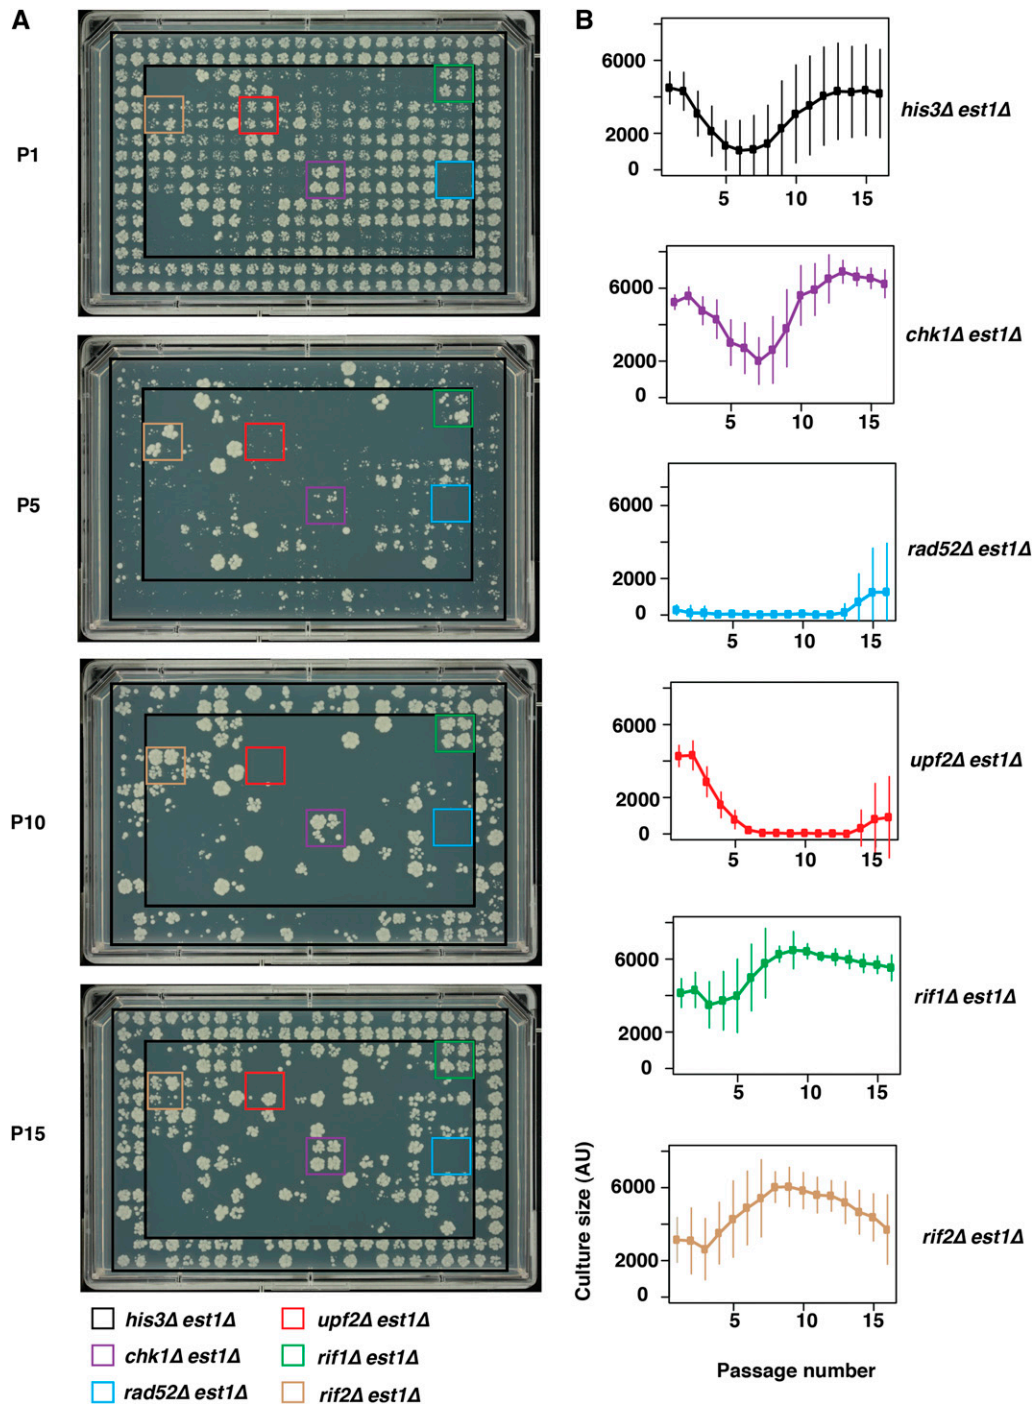 A
B
P1
P5
P10
P15
his3Δ est1Δ
upf2Δ est1Δ
chk1Δ est1Δ
rif1Δ est1Δ
rad52Δ est1Δ
rif2Δ est1Δ
6000
2000
0
5
10
15
his3Δ est1Δ
6000
2000
0
5
10
15
chk1Δ est1Δ
6000
2000
0
5
10
15
rad52Δ est1Δ
6000
2000
0
5
10
15
upf2Δ est1Δ
6000
2000
0
5
10
15
rif1Δ est1Δ
Culture size (AU)
6000
2000
0
5
10
15
rif2Δ est1Δ
Passage number